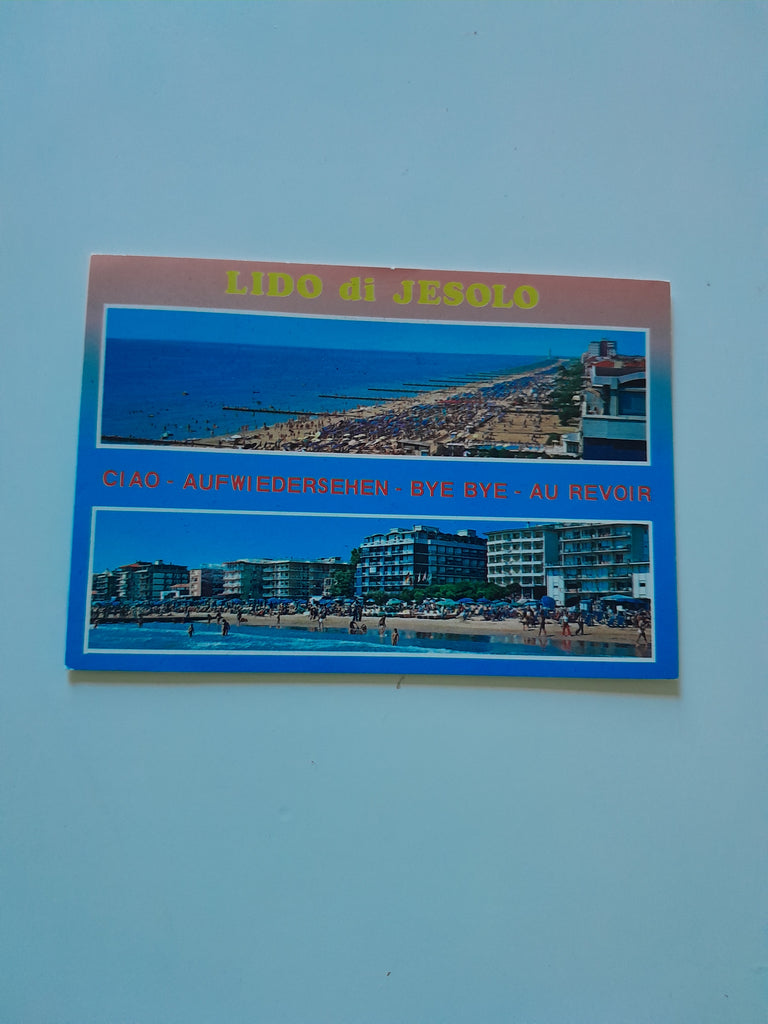 LIDO di JESOLO
CIAO - AUFWIEDERSEHEN - BYE BYE - AU REVOIR